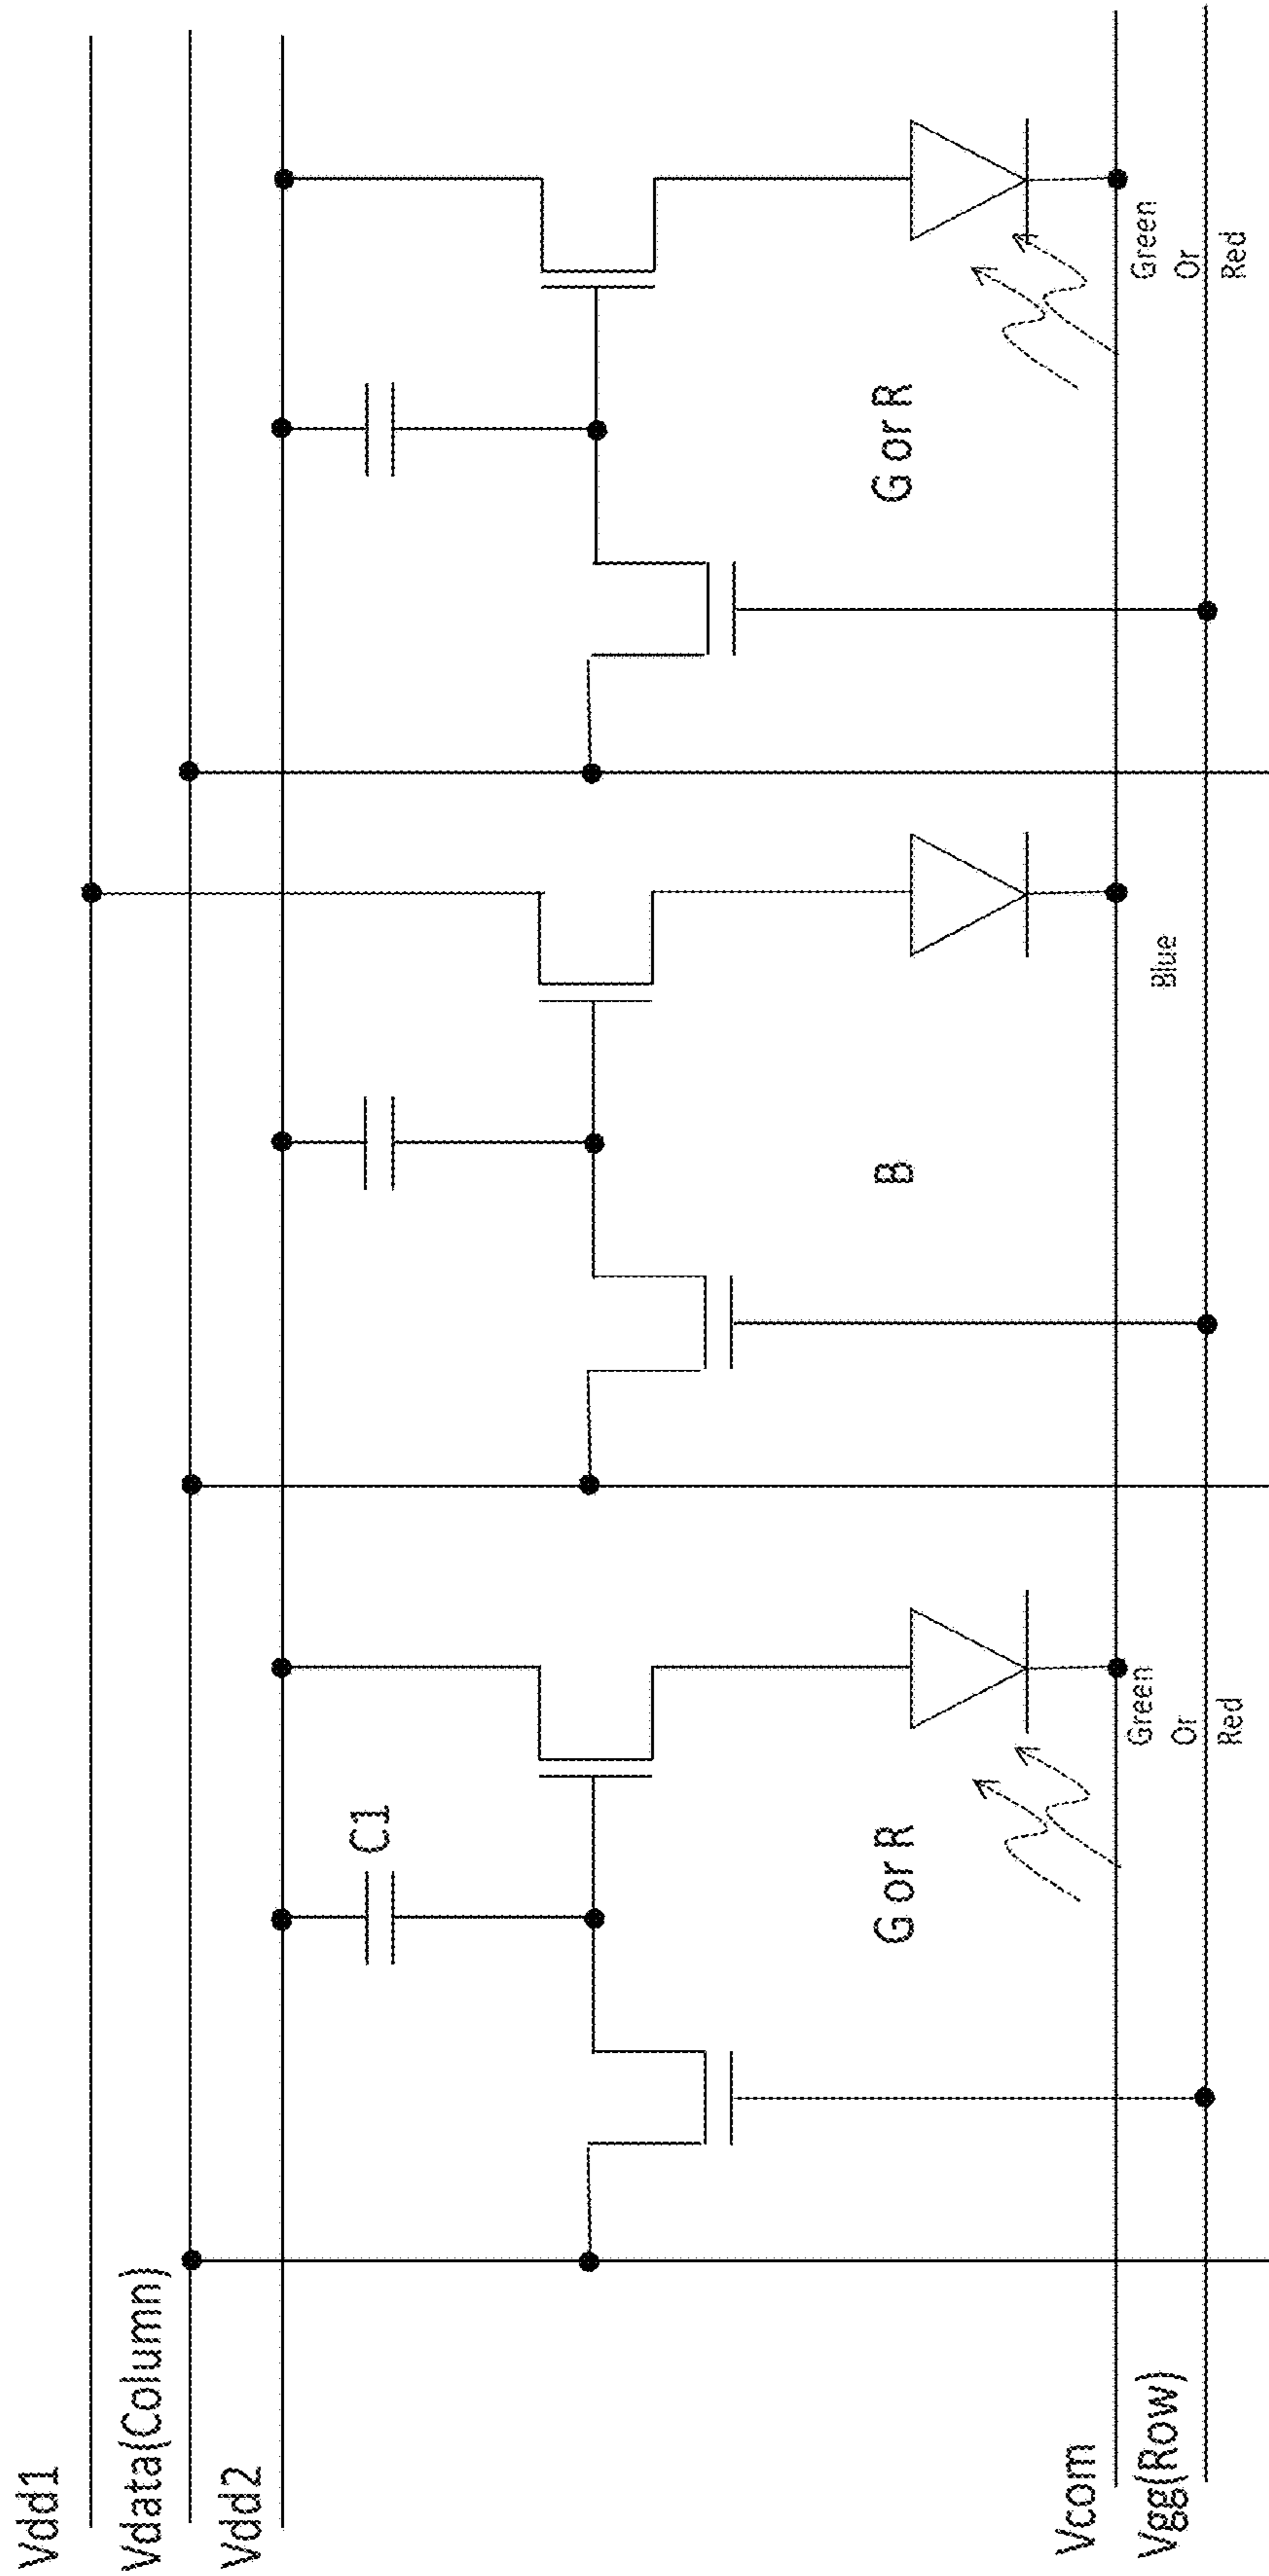 Vdd1
Vdata(Column)
Vdd2
C1
G or R
B
G or R
Vcom
Vgg(Row)
Green
Or
Red
Blue
Green
Or
Red